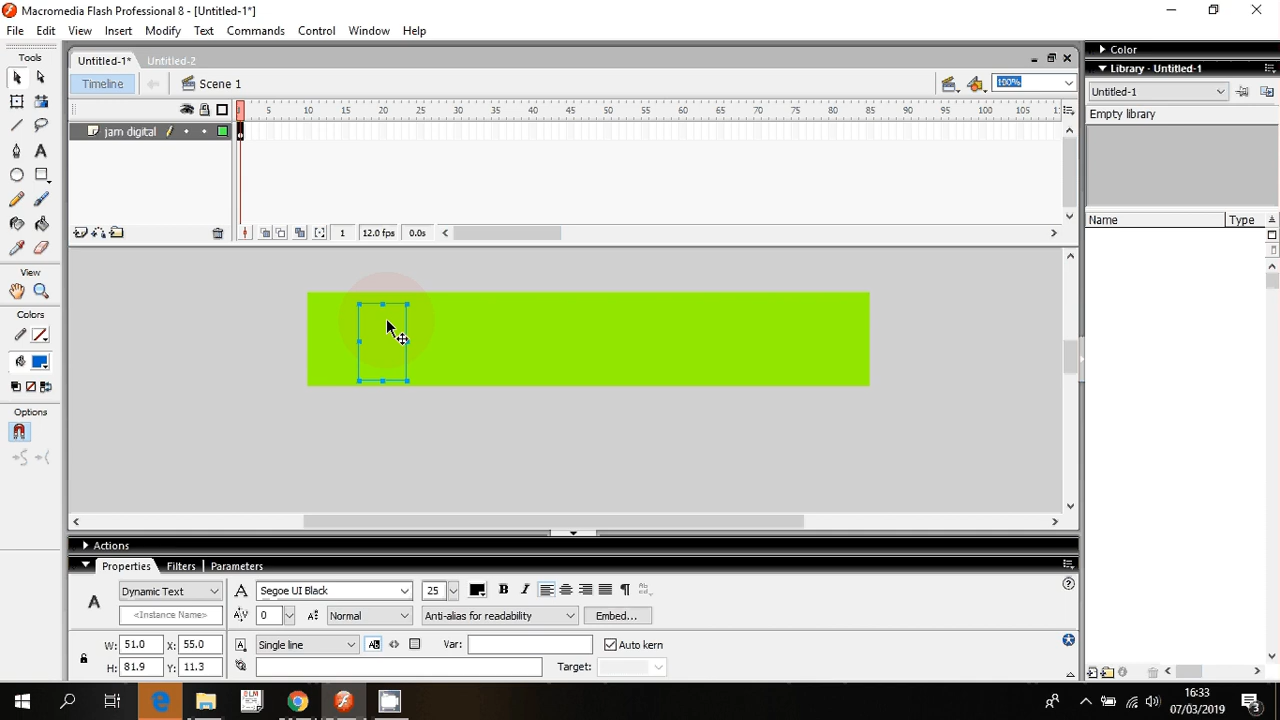 Macromedia Flash Professional 8 - [Untitled-1*]
File Edit View Insert Modify Text Commands Control Window Help
Tools
Untitled-1* Untitled-2
Timeline Scene 1 100%
5 10 15 20 25 30 35 40 45 50 55 60 65 70 75 80 85 90 95 100 105 1:
jam digital
1 12.0 fps 0.0s
View
Colors
Options
Color
Library - Untitled-1
Untitled-1
Empty library
Name Type
Actions
Properties Filters Parameters
Dynamic Text A Segoe UI Black 25 B I
<Instance Name> 0 Normal Anti-alias for readability Embed...
W: 51.0 X: 55.0 Single line Var: Auto kern
H: 81.9 Y: 11.3 Target:
16:33
07/03/2019
3